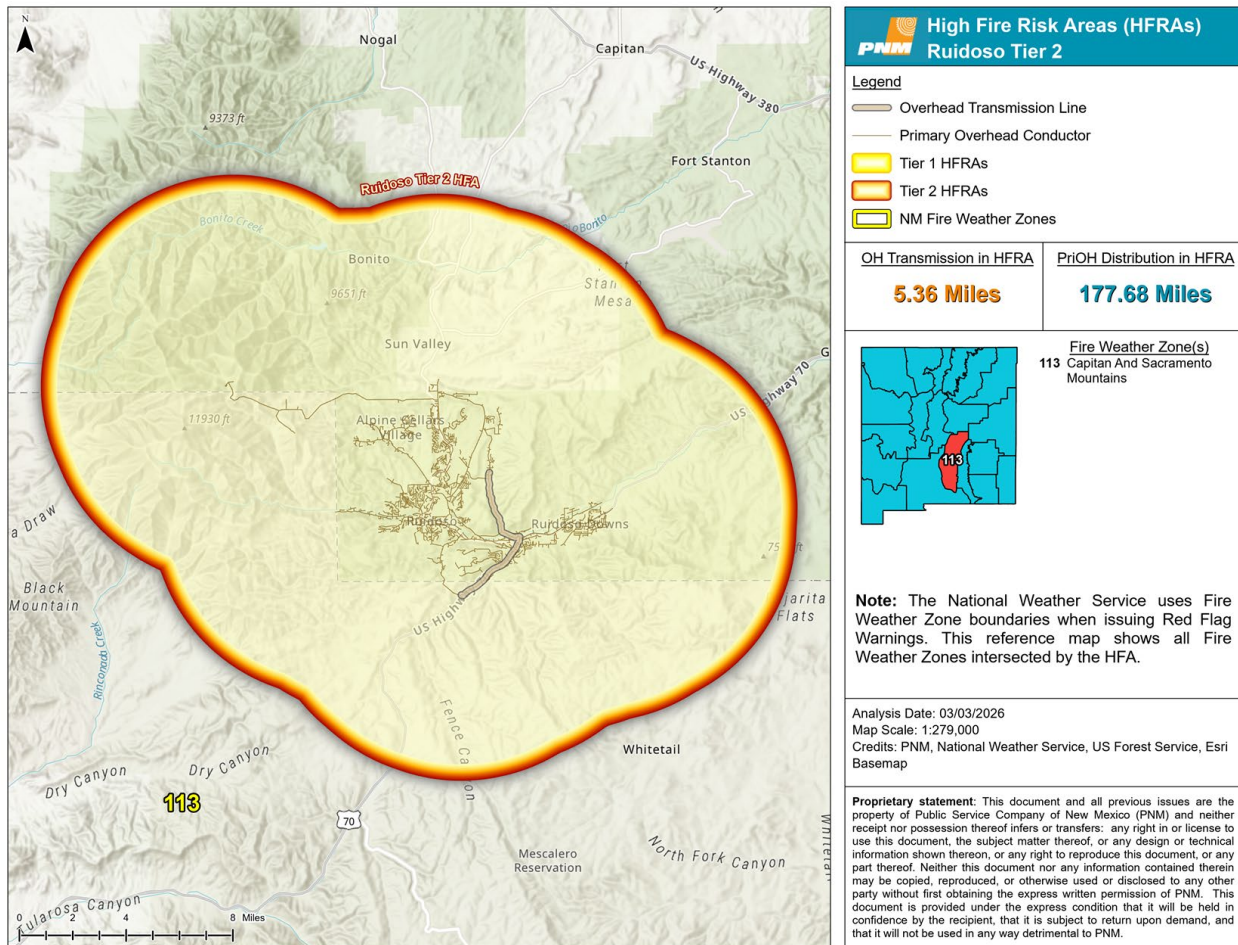 N
Nogal
Capitan
US Highway 380
9373 ft
Fort Stanton
Ruidoso Tier 2 HFA
Bonito Creek
Bonito
Bonito
Mesa
9651 ft
Sun Valley
US Highway 70
G
11930 ft
Alpine Cellars
Village
a Draw
Ruidoso
Ruidoso Downs
Black
Mountain
US Highw
Flats
Rinconada Creek
Fence Ca on
Whitetail
Dry Canyon
Dry Canyon
113
70
Mescalero
Reservation
North Fork Canyon
Tularosa Canyon
0 2 4 8 Miles
PNM
High Fire Risk Areas (HFRAs)
Ruidoso Tier 2
Legend
Overhead Transmission Line
Primary Overhead Conductor
Tier 1 HFRAs
Tier 2 HFRAs
NM Fire Weather Zones
OH Transmission in HFRA
5.36 Miles
PriOH Distribution in HFRA
177.68 Miles
113
Fire Weather Zone(s)
113 Capitan And Sacramento
Mountains
Note: The National Weather Service uses Fire
Weather Zone boundaries when issuing Red Flag
Warnings. This reference map shows all Fire
Weather Zones intersected by the HFA.
Analysis Date: 03/03/2026
Map Scale: 1:279,000
Credits: PNM, National Weather Service, US Forest Service, Esri
Basemap
Proprietary statement: This document and all previous issues are the
property of Public Service Company of New Mexico (PNM) and neither
receipt nor possession thereof infers or transfers: any right in or license to
use this document, the subject matter thereof, or any design or technical
information shown thereon, or any right to reproduce this document, or any
part thereof. Neither this document nor any information contained therein
may be copied, reproduced, or otherwise used or disclosed to any other
party without first obtaining the express written permission of PNM. This
document is provided under the express condition that it will be held in
confidence by the recipient, that it is subject to return upon demand, and
that it will not be used in any way detrimental to PNM.